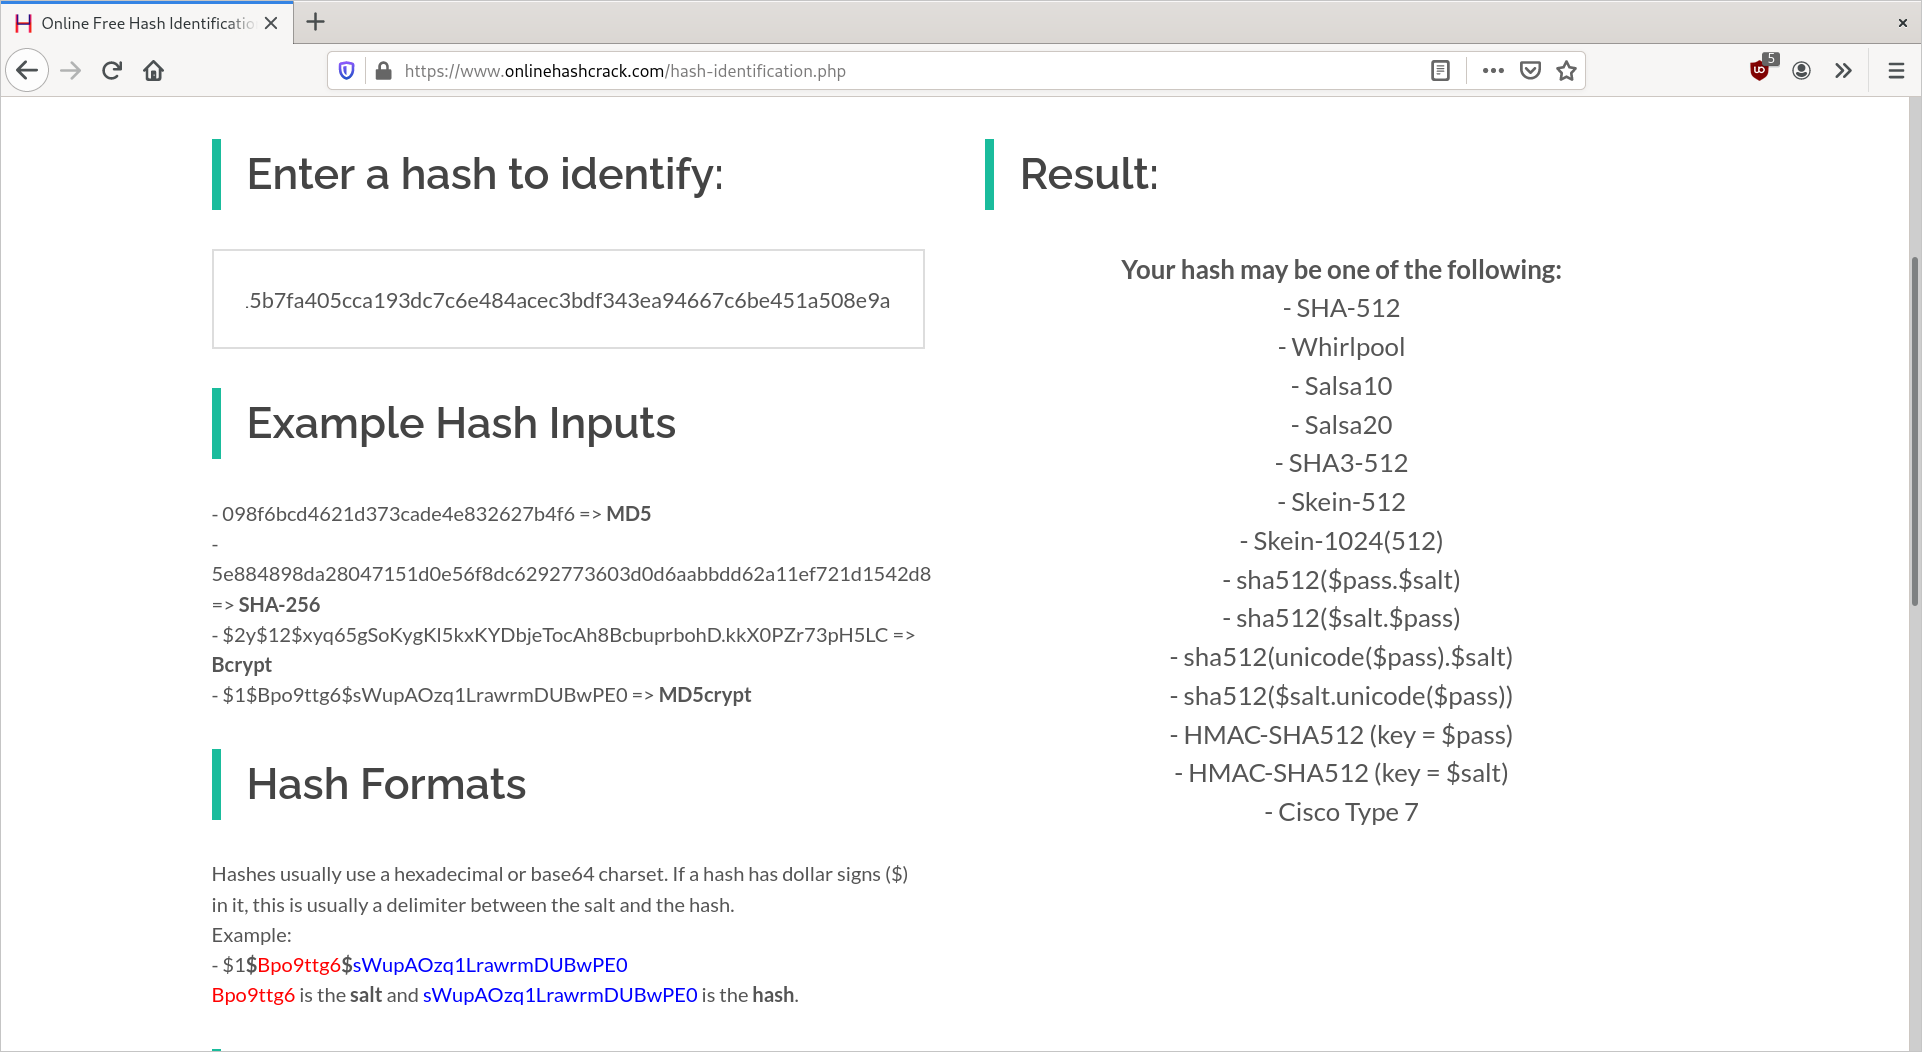 Online Free Hash Identificatio
https://www.onlinehashcrack.com/hash-identification.php
5
Enter a hash to identify:
.5b7fa405cca193dc7c6e484acec3bdf343ea94667c6be451a508e9a
Example Hash Inputs
- 098f6bcd4621d373cade4e832627b4f6 => MD5
-
5e884898da28047151d0e56f8dc6292773603d0d6aabbdd62a11ef721d1542d8
=> SHA-256
- $2y$12$xyq65gSoKygKI5kxKYDbjeTocAh8BcbuprbohD.kkX0PZr73pH5LC =>
Bcrypt
- $1$Bpo9ttg6$sWupAOzq1LrawrmDUBwPE0 => MD5crypt
Hash Formats
Hashes usually use a hexadecimal or base64 charset. If a hash has dollar signs ($)
in it, this is usually a delimiter between the salt and the hash.
Example:
- $1$Bpo9ttg6$sWupAOzq1LrawrmDUBwPE0
Bpo9ttg6 is the salt and sWupAOzq1LrawrmDUBwPE0 is the hash.
Result:
Your hash may be one of the following:
- SHA-512
- Whirlpool
- Salsa10
- Salsa20
- SHA3-512
- Skein-512
- Skein-1024(512)
- sha512($pass.$salt)
- sha512($salt.$pass)
- sha512(unicode($pass).$salt)
- sha512($salt.unicode($pass))
- HMAC-SHA512 (key = $pass)
- HMAC-SHA512 (key = $salt)
- Cisco Type 7